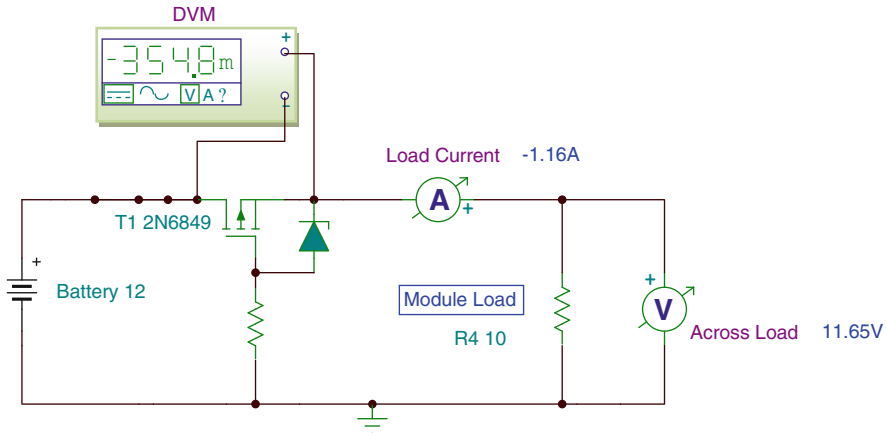 DVM
+
-354.8m
V A ?
-
Load Current -1.16A
A
+
T1 2N6849
+
Battery 12
Module Load
R4 10
+
V
Across Load 11.65V